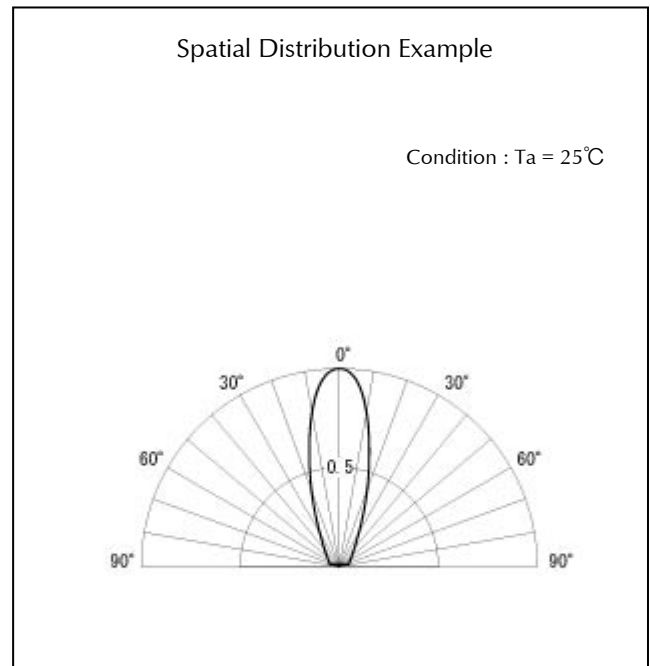 Spatial Distribution Example
Condition : Ta = 25℃
0°
30° 30°
0. 5
60° 60°
90° 90°